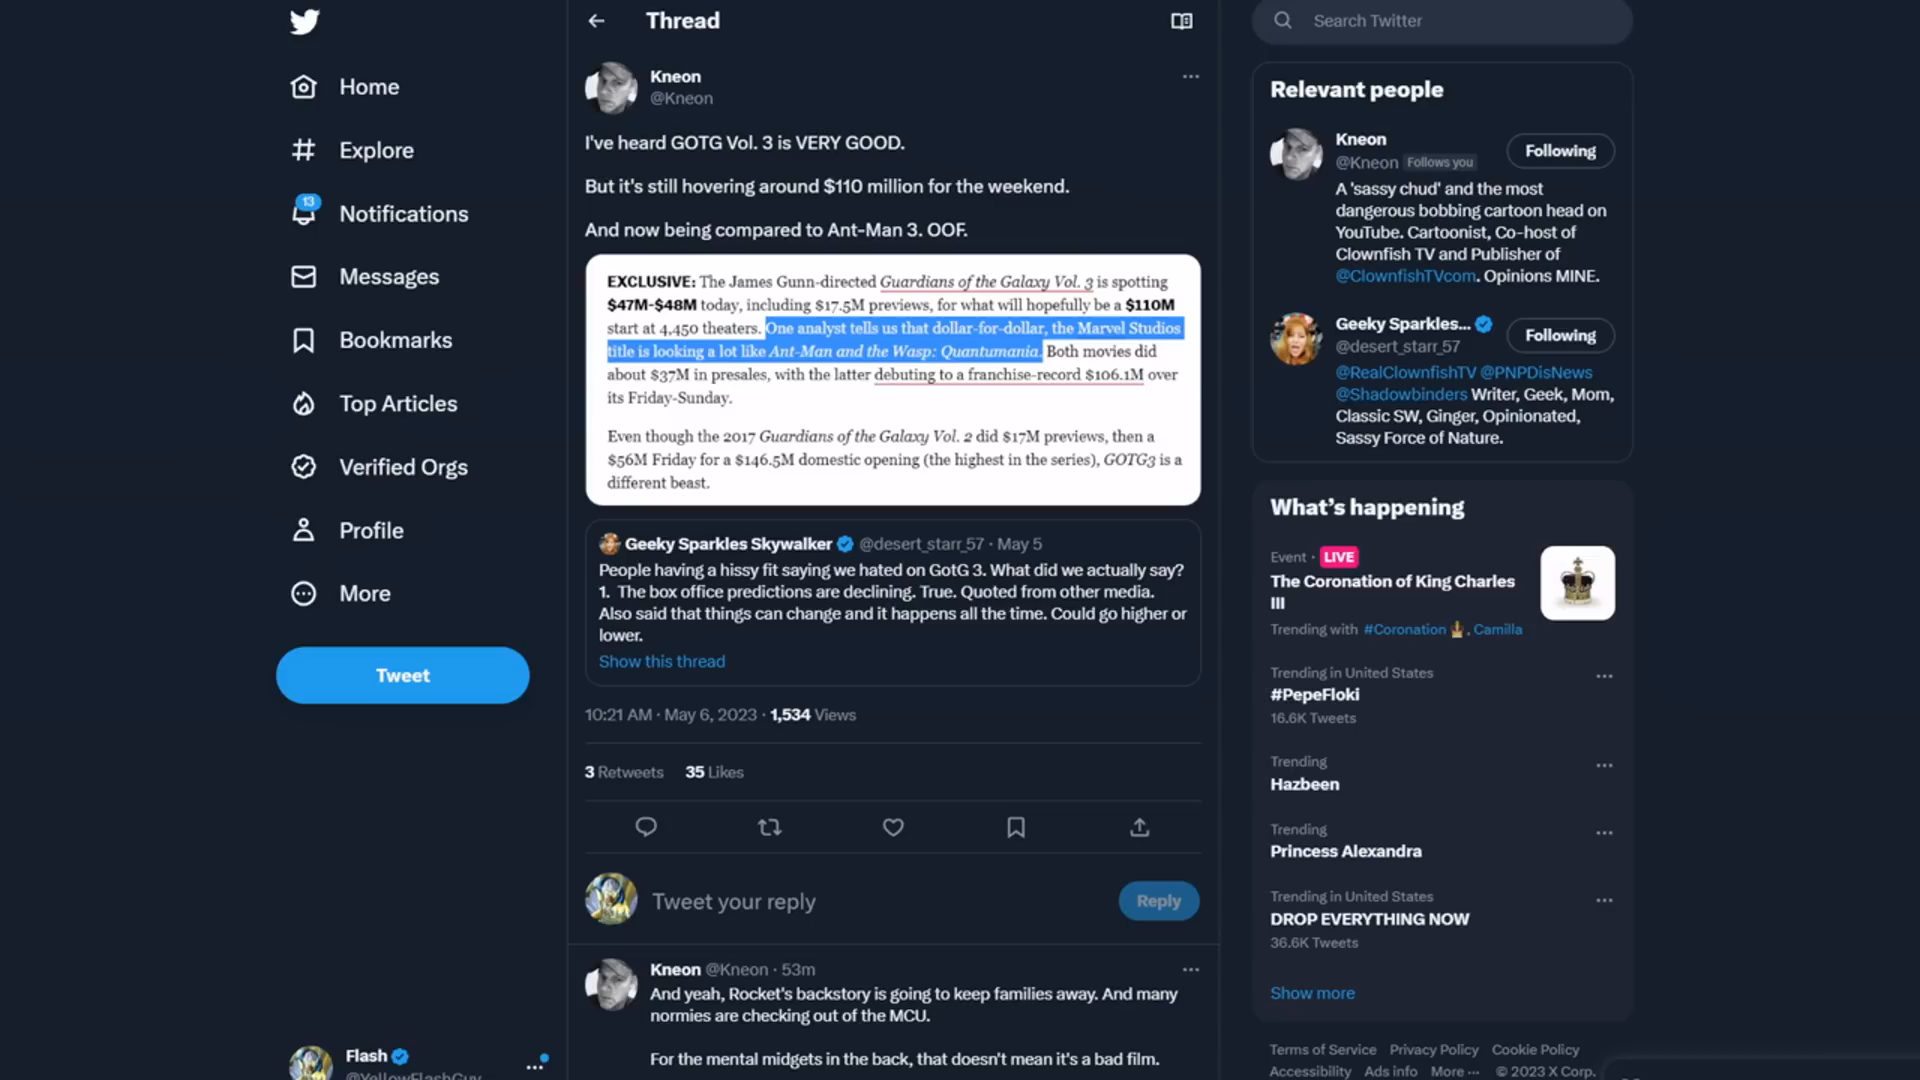 Thread
Search Twitter
Home
Explore
13
Notifications
Messages
Bookmarks
Top Articles
Verified Orgs
Profile
More
Tweet
Flash
@YellowFlashGuy
Kneon
@Kneon
I've heard GOTG Vol. 3 is VERY GOOD.
But it's still hovering around $110 million for the weekend.
And now being compared to Ant-Man 3. OOF.
EXCLUSIVE: The James Gunn-directed Guardians of the Galaxy Vol. 3 is spotting
$47M-$48M today, including $17.5M previews, for what will hopefully be a $110M
start at 4,450 theaters. One analyst tells us that dollar-for-dollar, the Marvel Studios
title is looking a lot like Ant-Man and the Wasp: Quantumania. Both movies did
about $37M in presales, with the latter debuting to a franchise-record $106.1M over
its Friday-Sunday.
Even though the 2017 Guardians of the Galaxy Vol. 2 did $17M previews, then a
$56M Friday for a $146.5M domestic opening (the highest in the series), GOTG3 is a
different beast.
Geeky Sparkles Skywalker @desert_starr_57 · May 5
People having a hissy fit saying we hated on GotG 3. What did we actually say?
1. The box office predictions are declining. True. Quoted from other media.
Also said that things can change and it happens all the time. Could go higher or
lower.
Show this thread
10:21 AM · May 6, 2023 · 1,534 Views
3 Retweets 35 Likes
Tweet your reply
Reply
Kneon @Kneon · 53m
And yeah, Rocket's backstory is going to keep families away. And many
normies are checking out of the MCU.
For the mental midgets in the back, that doesn't mean it's a bad film.
Relevant people
Kneon
@Kneon Follows you
Following
A 'sassy chud' and the most
dangerous bobbing cartoon head on
YouTube. Cartoonist, Co-host of
Clownfish TV and Publisher of
@ClownfishTVcom. Opinions MINE.
Geeky Sparkles...
@desert_starr_57
Following
@RealClownfishTV @PNPDisNews
@Shadowbinders Writer, Geek, Mom,
Classic SW, Ginger, Opinionated,
Sassy Force of Nature.
What's happening
Event · LIVE
The Coronation of King Charles
III
Trending with #Coronation , Camilla
Trending in United States
#PepeFloki
16.6K Tweets
Trending
Hazbeen
Trending
Princess Alexandra
Trending in United States
DROP EVERYTHING NOW
36.6K Tweets
Show more
Terms of Service Privacy Policy Cookie Policy
Accessibility Ads info More ··· © 2023 X Corp.